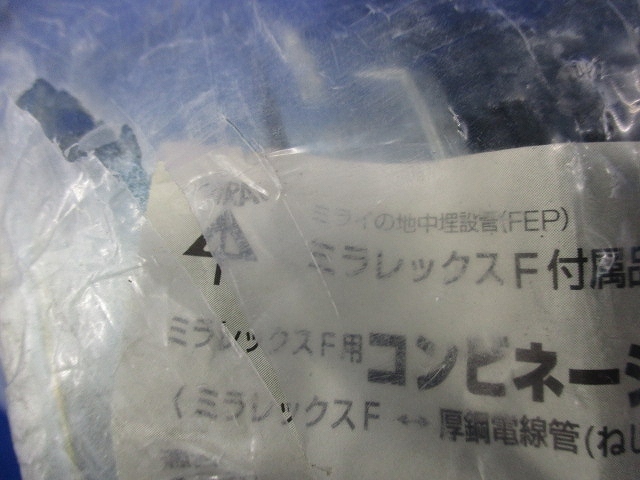 ミライの地中埋設管(FEP)
ミラレックスF付属品
ミラレックスF用コンビネーシ
〈ミラレックスF ↔ 厚鋼電線管(ねし